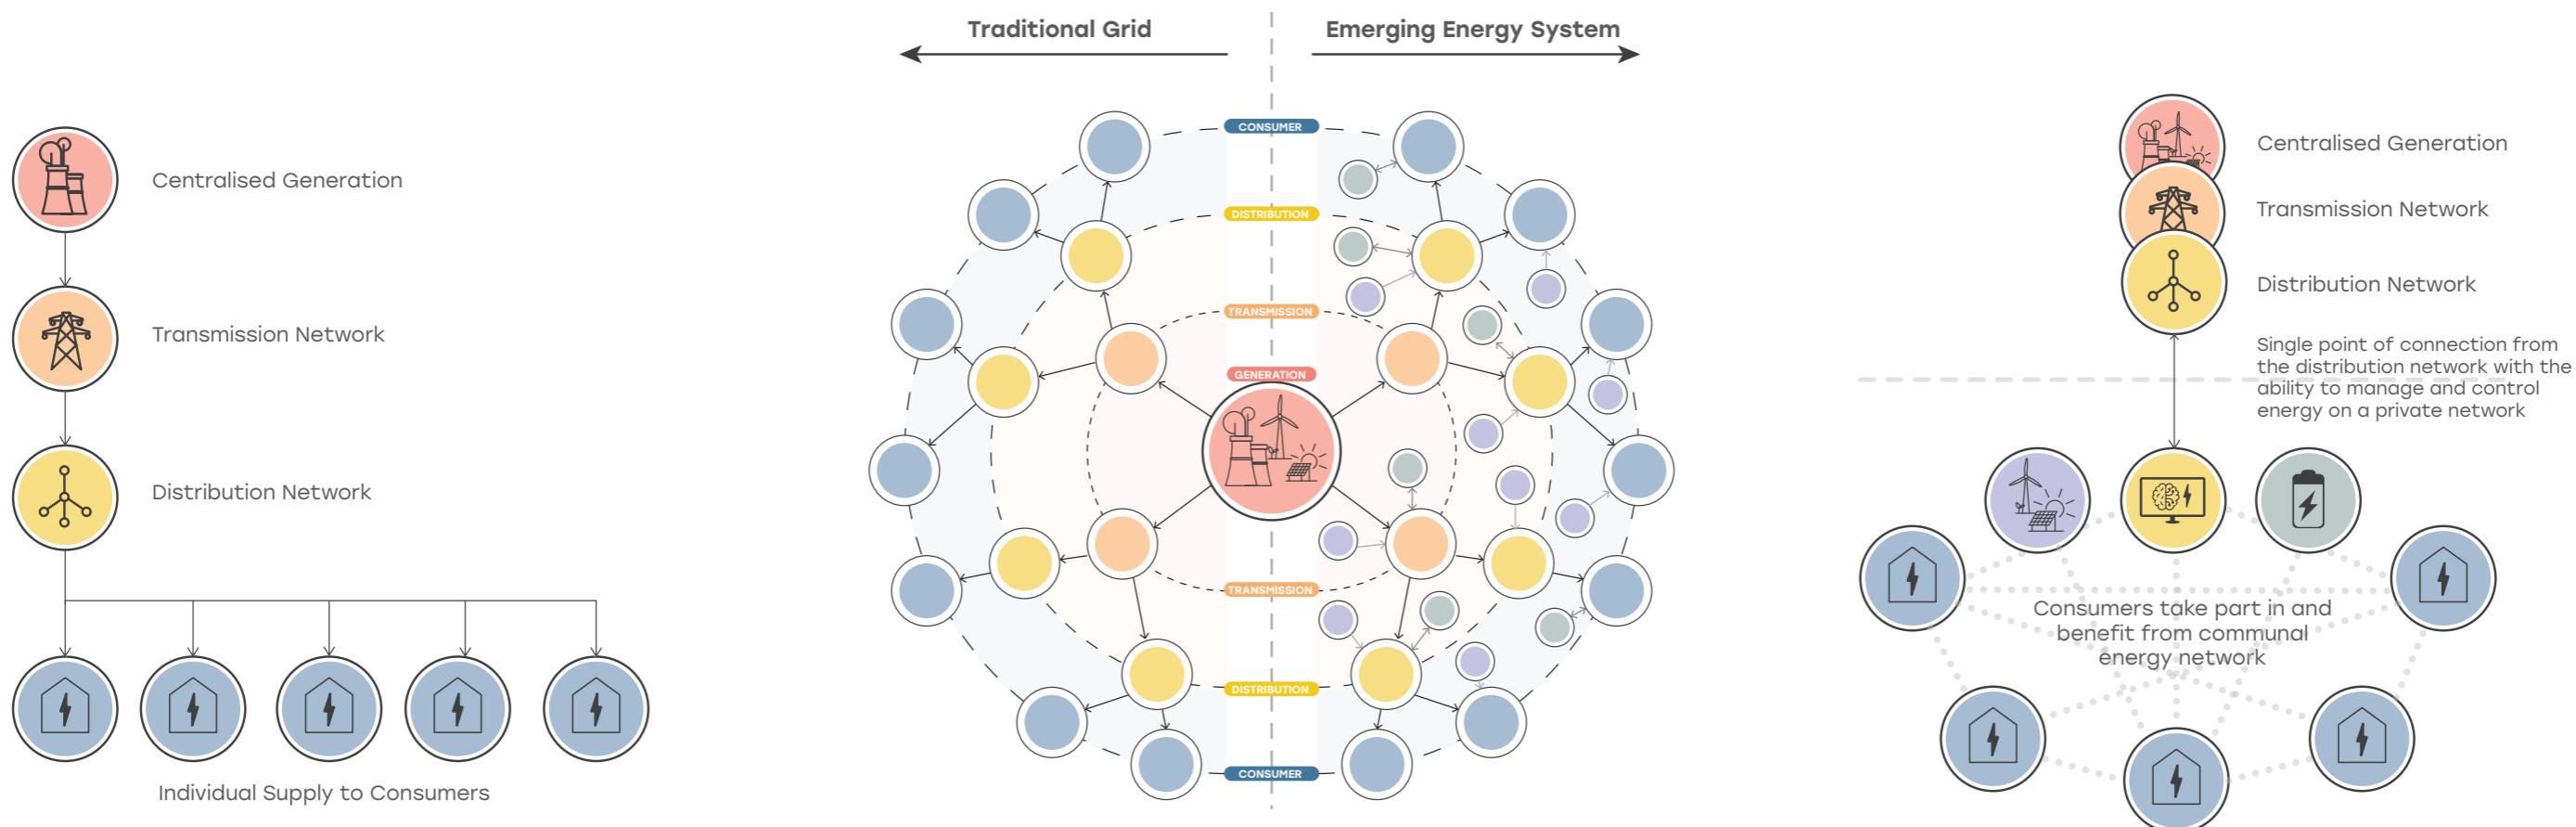 Traditional Grid
Emerging Energy System
Centralised Generation
Transmission Network
Distribution Network
Individual Supply to Consumers
CONSUMER
DISTRIBUTION
TRANSMISSION
GENERATION
TRANSMISSION
DISTRIBUTION
CONSUMER
Centralised Generation
Transmission Network
Distribution Network
Single point of connection from
the distribution network with the
ability to manage and control
energy on a private network
Consumers take part in and
benefit from communal
energy network